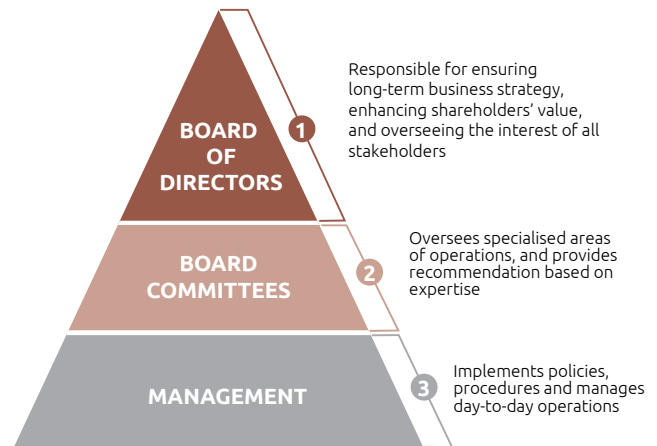 BOARD
OF
DIRECTORS
1
Responsible for ensuring
long-term business strategy,
enhancing shareholders' value,
and overseeing the interest of all
stakeholders
BOARD
COMMITTEES
2
Oversees specialised areas
of operations, and provides
recommendation based on
expertise
MANAGEMENT
3
Implements policies,
procedures and manages
day-to-day operations